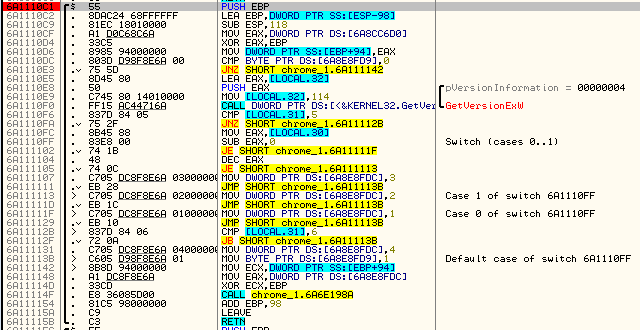 6A1110C1 $ 55 PUSH EBP
6A1110C2 . 8DAC24 68FFFFFF LEA EBP,DWORD PTR SS:[ESP-98]
6A1110C9 . 81EC 18010000 SUB ESP,118
6A1110CF . A1 D0C68C6A MOV EAX,DWORD PTR DS:[6A8CC6D0]
6A1110D4 . 33C5 XOR EAX,EBP
6A1110D6 . 8985 94000000 MOV DWORD PTR SS:[EBP+94],EAX
6A1110DC . 803D D98F8E6A 00 CMP BYTE PTR DS:[6A8E8FD9],0
6A1110E3 . 75 5D JNZ SHORT chrome_1.6A111142
6A1110E5 . 8D45 80 LEA EAX,[LOCAL.32]
6A1110E8 . 50 PUSH EAX pVersionInformation = 00000004
6A1110E9 . C745 80 14010000 MOV [LOCAL.32],114
6A1110F0 . FF15 AC44716A CALL DWORD PTR DS:[<&KERNEL32.GetVer GetVersionExW
6A1110F6 . 837D 84 05 CMP [LOCAL.31],5
6A1110FA . 75 2F JNZ SHORT chrome_1.6A11112B
6A1110FC . 8B45 88 MOV EAX,[LOCAL.30]
6A1110FF . 83E8 00 SUB EAX,0 Switch (cases 0..1)
6A111102 . 74 1B JE SHORT chrome_1.6A11111F
6A111104 . 48 DEC EAX
6A111105 . 74 0C JE SHORT chrome_1.6A111113
6A111107 . C705 DC8F8E6A 03000000 MOV DWORD PTR DS:[6A8E8FDC],3
6A111111 . EB 28 JMP SHORT chrome_1.6A11113B
6A111113 > C705 DC8F8E6A 02000000 MOV DWORD PTR DS:[6A8E8FDC],2 Case 1 of switch 6A1110FF
6A11111D . EB 1C JMP SHORT chrome_1.6A11113B
6A11111F > C705 DC8F8E6A 01000000 MOV DWORD PTR DS:[6A8E8FDC],1 Case 0 of switch 6A1110FF
6A111129 . EB 10 JMP SHORT chrome_1.6A11113B
6A11112B > 837D 84 06 CMP [LOCAL.31],6
6A11112F . 72 0A JB SHORT chrome_1.6A11113B
6A111131 . C705 DC8F8E6A 04000000 MOV DWORD PTR DS:[6A8E8FDC],4
6A11113B > C605 D98F8E6A 01 MOV BYTE PTR DS:[6A8E8FD9],1 Default case of switch 6A1110FF
6A111142 > 8B8D 94000000 MOV ECX,DWORD PTR SS:[EBP+94]
6A111148 . A1 DC8F8E6A MOV EAX,DWORD PTR DS:[6A8E8FDC]
6A11114D . 33CD XOR ECX,EBP
6A11114F . E8 36085D00 CALL chrome_1.6A6E198A
6A111154 . 81C5 98000000 ADD EBP,98
6A11115A . C9 LEAVE
6A11115B . C3 RETN